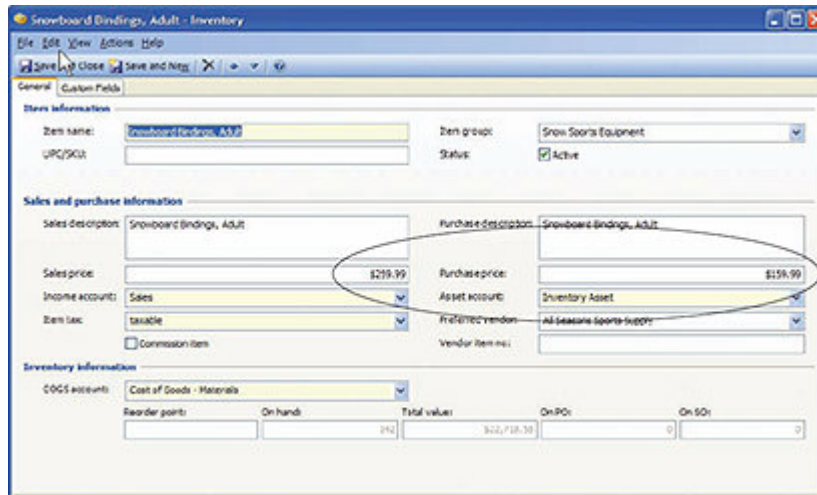 Snowboard Bindings, Adult - Inventory
File Edit View Actions Help
Save and Close Save and New
General Custom Fields
Item information
Item name: Snowboard Bindings, Adult Item group: Snow Sports Equipment
UPC/SKU: Status: Active
Sales and purchase information
Sales description: Snowboard Bindings, Adult Purchase description: Snowboard Bindings, Adult
Sales price: $259.99 Purchase price: $159.99
Income account: Sales Asset account: Inventory Asset
Item tax: taxable Preferred vendor: All Seasons Sports Supply
Commission item Vendor item no.:
Inventory information
COGS account: Cost of Goods - Materials
Reorder point: On hand: Total value: On PO: On SO:
142 $22,718.58 0 0